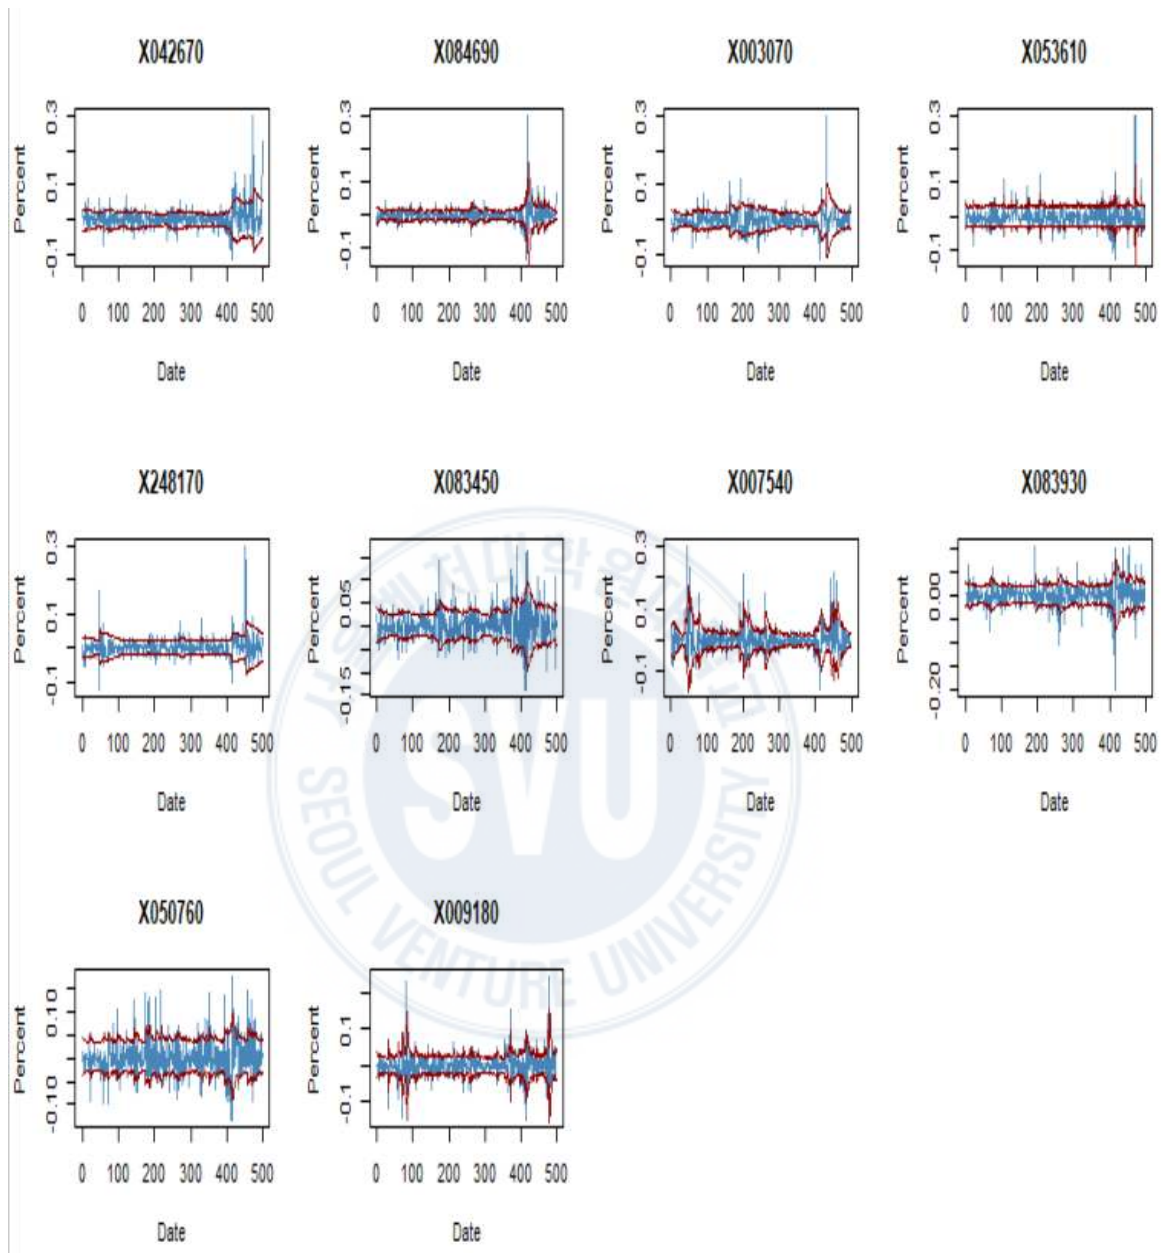 X042670 X084690 X003070 X053610
Percent Percent Percent Percent
0.3 0.3 0.3 0.3
0.1 0.1 0.1 0.1
-0.1 -0.1 -0.1 -0.1
0 100 200 300 400 500 0 100 200 300 400 500 0 100 200 300 400 500 0 100 200 300 400 500
Date Date Date Date
X248170 X083450 X007540 X083930
Percent Percent Percent Percent
0.3 0.05 0.3 0.00
0.1 -0.05 0.1 -0.20
-0.1 -0.15 -0.1
0 100 200 300 400 500 0 100 200 300 400 500 0 100 200 300 400 500 0 100 200 300 400 500
Date Date Date Date
SVU
SEOUL VENTURE UNIVERSITY
X050760 X009180
Percent Percent
0.10 0.1
-0.10 -0.1
0 100 200 300 400 500 0 100 200 300 400 500
Date Date